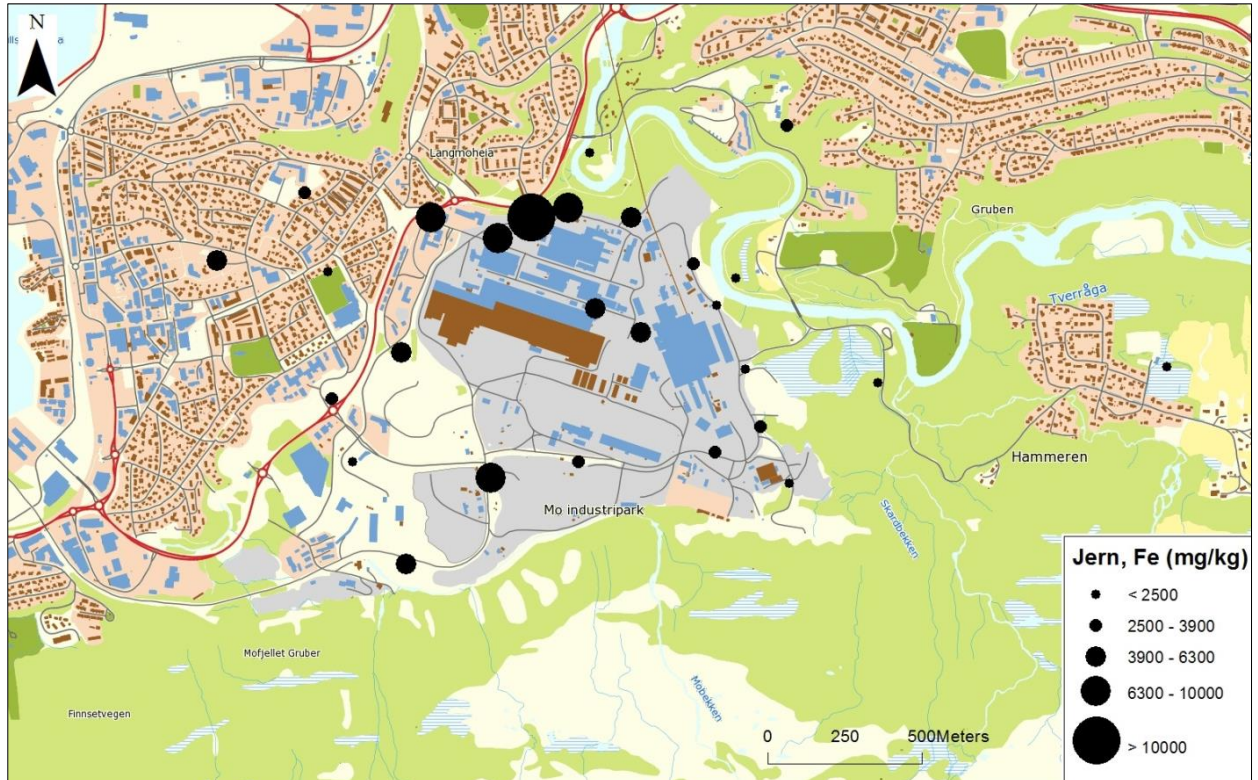 N
Langmoheia
Gruben
Tverråga
Hammeren
Mo industripark
Skardbekken
Mofjellet Gruber
Mobekken
Finnsetvegen
0 250 500Meters
Jern, Fe (mg/kg)
< 2500
2500 - 3900
3900 - 6300
6300 - 10000
> 10000